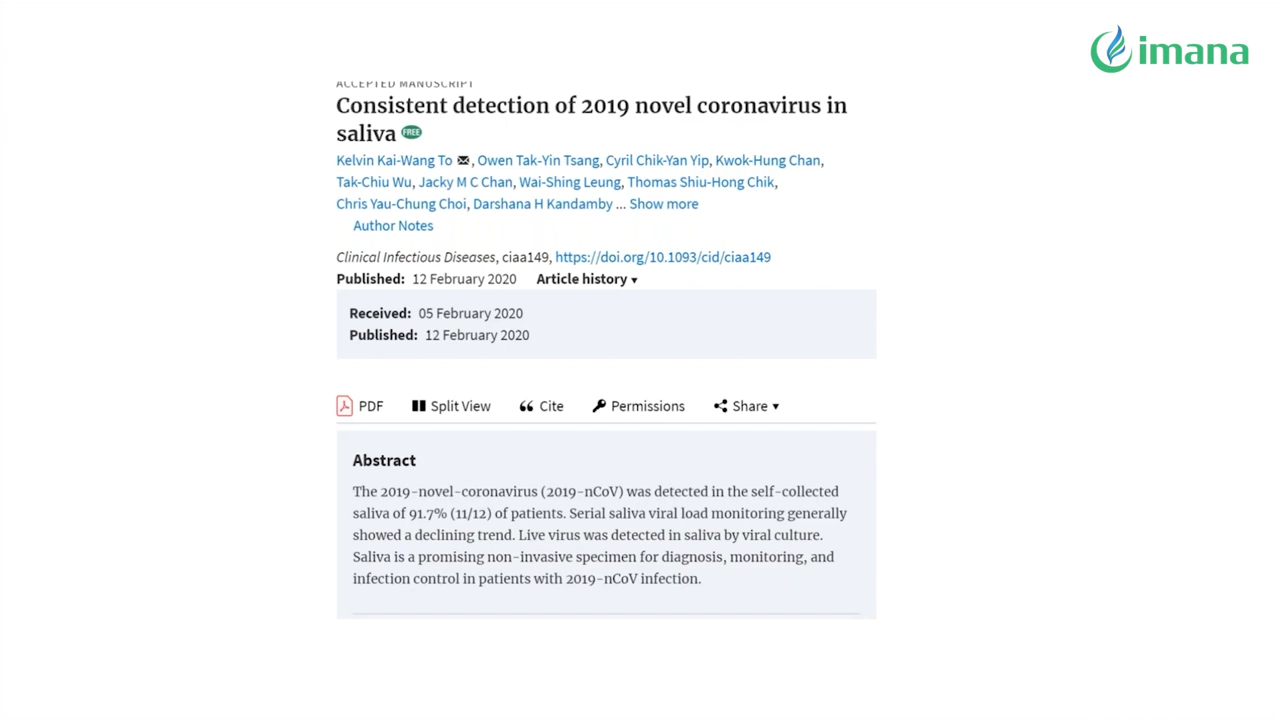 imana
ACCEPTED MANUSCRIPT
Consistent detection of 2019 novel coronavirus in
saliva FREE
Kelvin Kai-Wang To , Owen Tak-Yin Tsang, Cyril Chik-Yan Yip, Kwok-Hung Chan,
Tak-Chiu Wu, Jacky M C Chan, Wai-Shing Leung, Thomas Shiu-Hong Chik,
Chris Yau-Chung Choi, Darshana H Kandamby ... Show more
Author Notes
Clinical Infectious Diseases, ciaa149, https://doi.org/10.1093/cid/ciaa149
Published: 12 February 2020 Article history ▾
Received: 05 February 2020
Published: 12 February 2020
PDF Split View Cite Permissions Share ▾
Abstract
The 2019-novel-coronavirus (2019-nCoV) was detected in the self-collected
saliva of 91.7% (11/12) of patients. Serial saliva viral load monitoring generally
showed a declining trend. Live virus was detected in saliva by viral culture.
Saliva is a promising non-invasive specimen for diagnosis, monitoring, and
infection control in patients with 2019-nCoV infection.